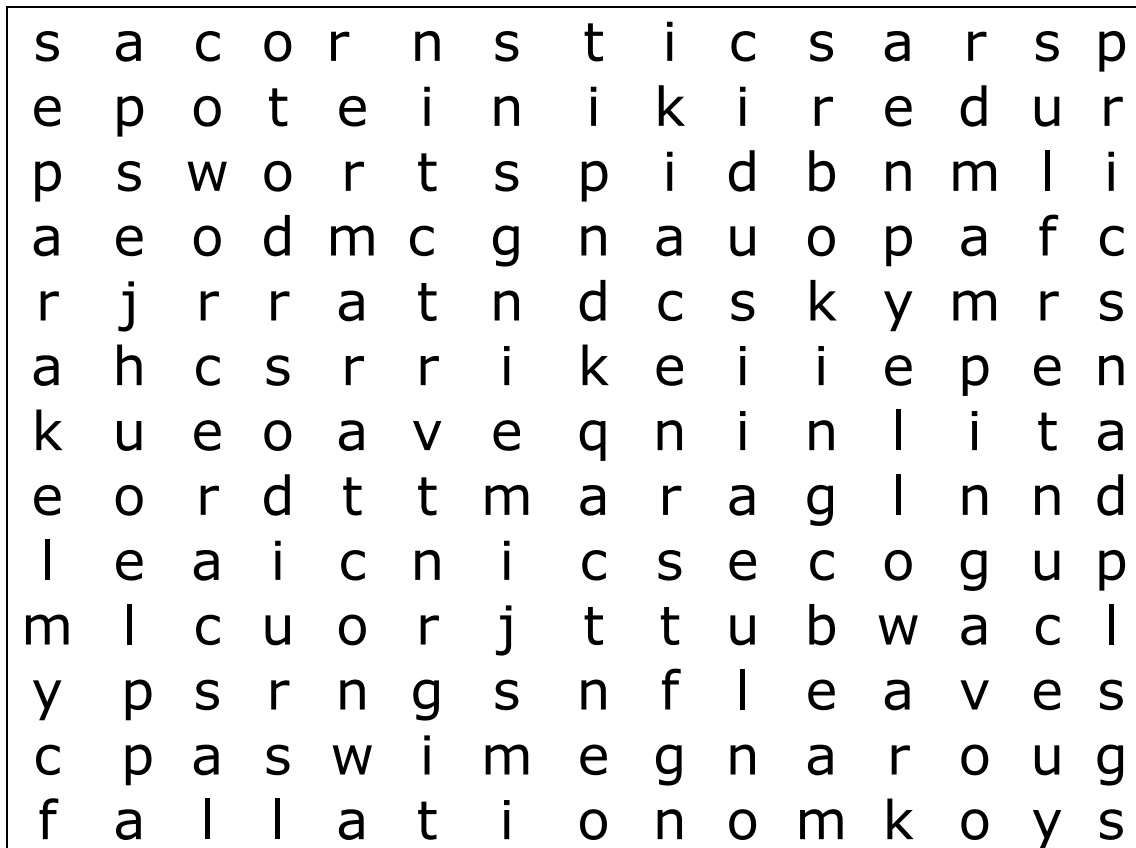 s a c o r n s t i c s a r s p
e p o t e i n i k i r e d u r
p s w o r t s p i d b n m l i
a e o d m c g n a u o p a f c
r j r r a t n d c s k y m r s
a h c s r r i k e i i e p e n
k u e o a v e q n i n l i t a
e o r d t t m a r a g l n n d
l e a i c n i c s e c o g u p
m l c u o r j t t u b w a c l
y p s r n g s n f l e a v e s
c p a s w i m e g n a r o u g
f a l l a t i o n o m k o y s